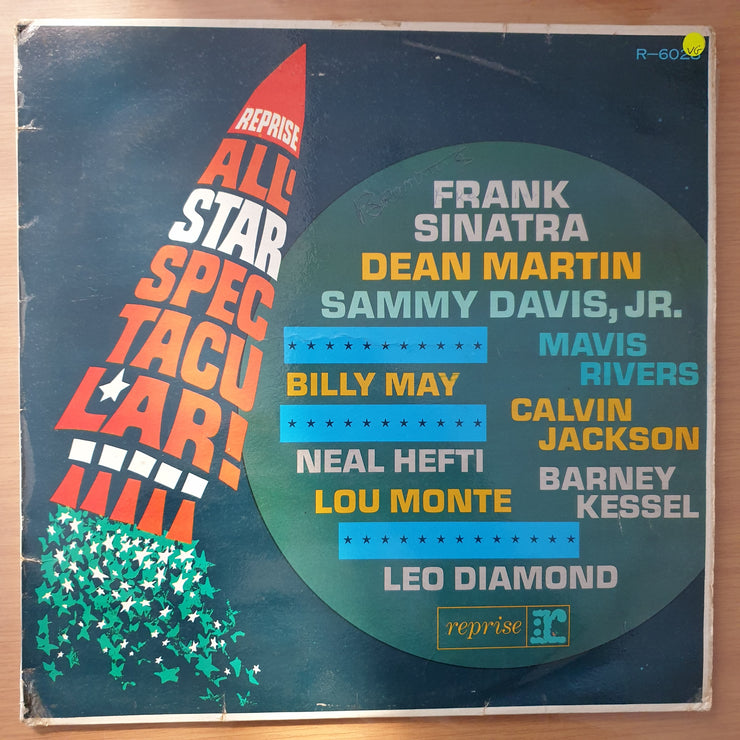 R-602
VG
REPRISE
ALL
STAR
SPEC
TACU
LAR!
FRANK
SINATRA
DEAN MARTIN
SAMMY DAVIS, JR.
MAVIS
RIVERS
BILLY MAY
CALVIN
JACKSON
NEAL HEFTI
BARNEY
KESSEL
LOU MONTE
LEO DIAMOND
reprise r: